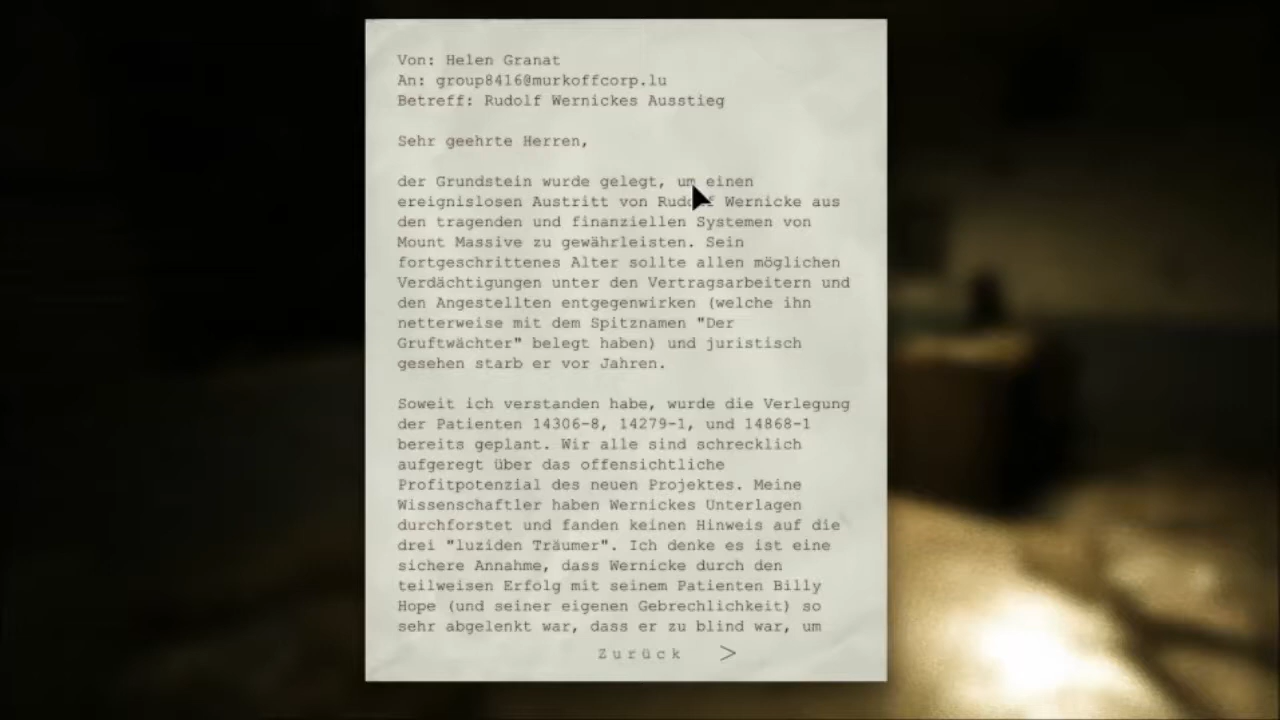 Von: Helen Granat
An: group8416@murkoffcorp.lu
Betreff: Rudolf Wernickes Ausstieg
Sehr geehrte Herren,
der Grundstein wurde gelegt, um einen
ereignislosen Austritt von Rudolf Wernicke aus
den tragenden und finanziellen Systemen von
Mount Massive zu gewährleisten. Sein
fortgeschrittenes Alter sollte allen möglichen
Verdächtigungen unter den Vertragsarbeitern und
den Angestellten entgegenwirken (welche ihn
netterweise mit dem Spitznamen "Der
Gruftwächter" belegt haben) und juristisch
gesehen starb er vor Jahren.
Soweit ich verstanden habe, wurde die Verlegung
der Patienten 14306-8, 14279-1, und 14868-1
bereits geplant. Wir alle sind schrecklich
aufgeregt über das offensichtliche
Profitpotenzial des neuen Projektes. Meine
Wissenschaftler haben Wernickes Unterlagen
durchforstet und fanden keinen Hinweis auf die
drei "luziden Träumer". Ich denke es ist eine
sichere Annahme, dass Wernicke durch den
teilweisen Erfolg mit seinem Patienten Billy
Hope (und seiner eigenen Gebrechlichkeit) so
sehr abgelenkt war, dass er zu blind war, um
Zurück >